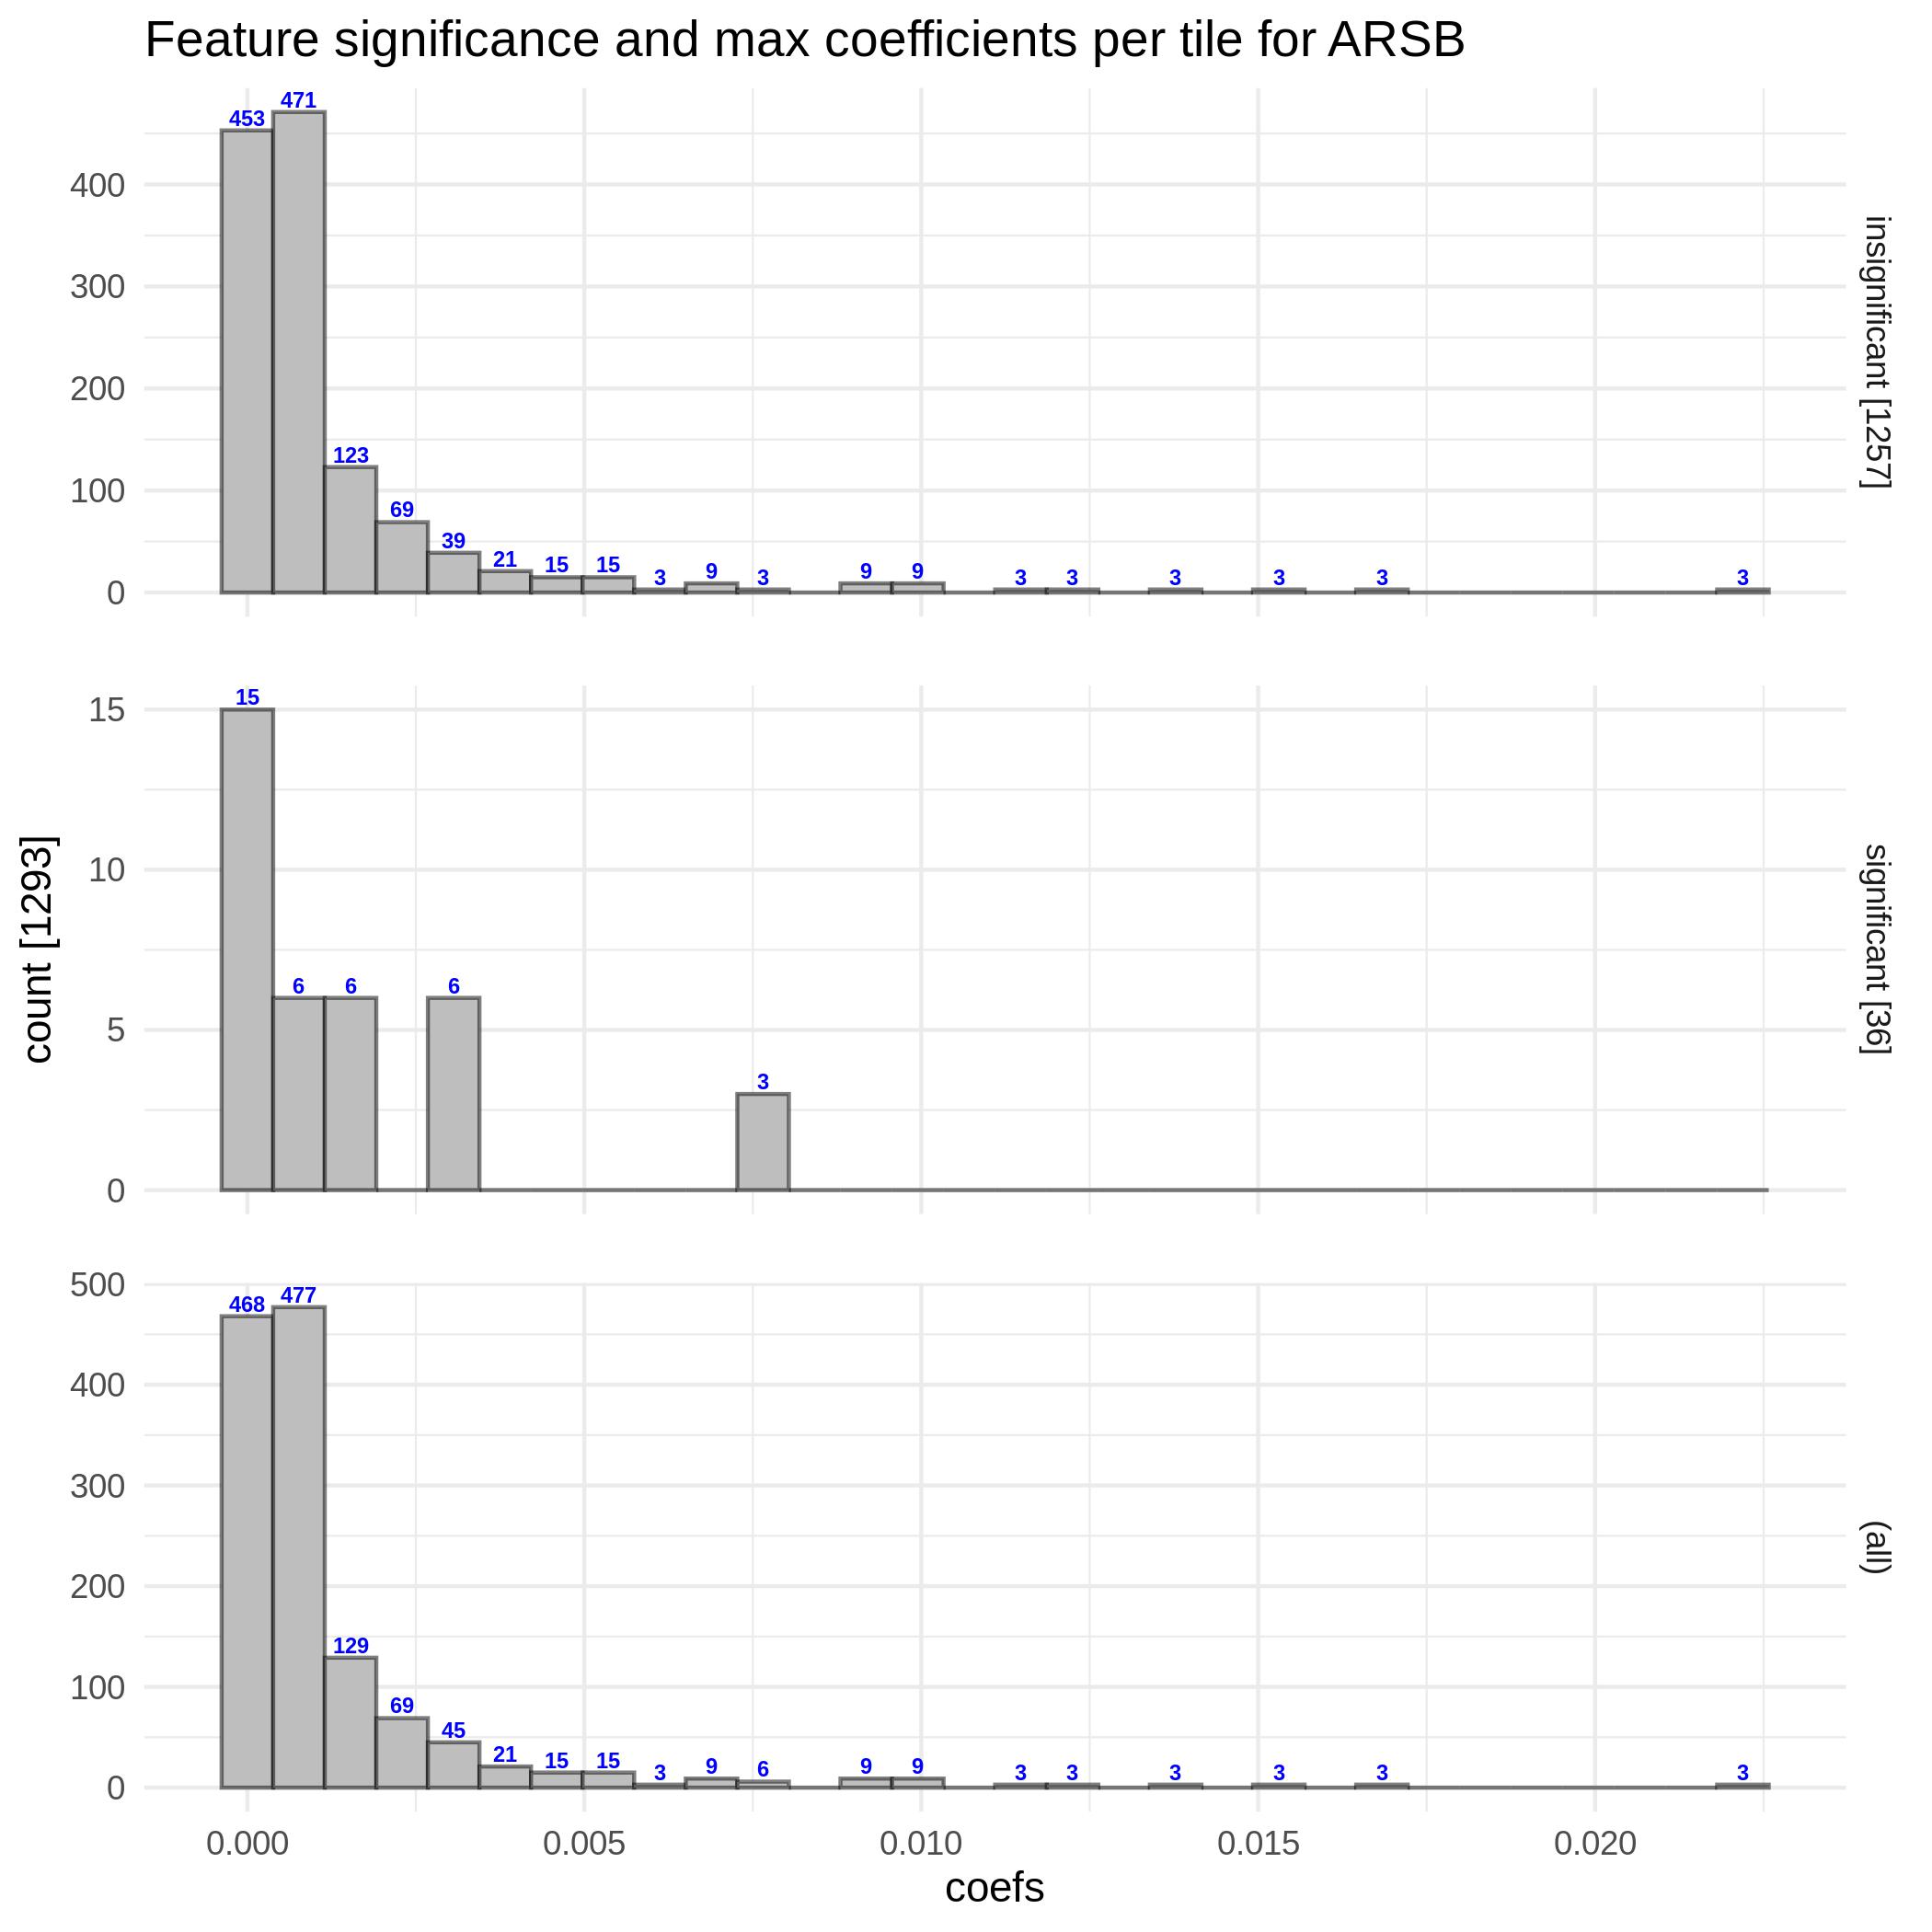 Feature significance and max coefficients per tile for ARSB
453 471 123 69 39 21 15 15 3 9 3 9 9 3 3 3 3 3 3
400
300
200
100
0
insignificant [1257]
15 6 6 6 3
15
10
5
0
significant [36]
count [1293]
468 477 129 69 45 21 15 15 3 9 6 9 9 3 3 3 3 3 3
500
400
300
200
100
0
(all)
0.000 0.005 0.010 0.015 0.020
coefs